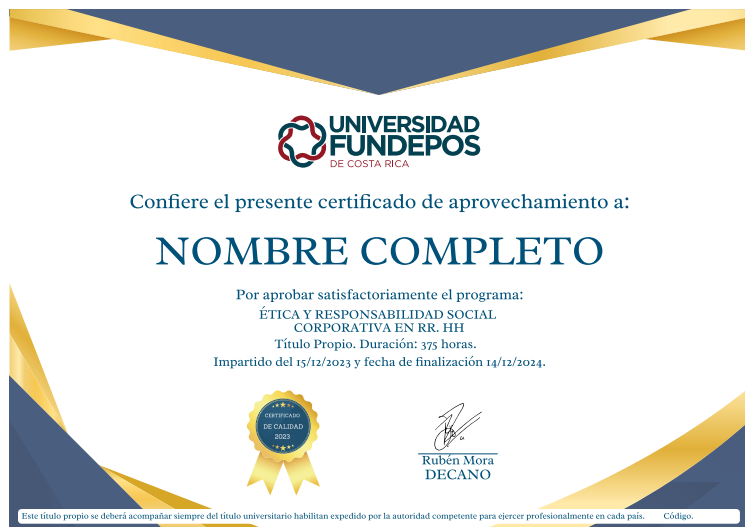 UNIVERSIDAD
FUNDEPOS
DE COSTA RICA
Confiere el presente certificado de aprovechamiento a:
NOMBRE COMPLETO
Por aprobar satisfactoriamente el programa:
ÉTICA Y RESPONSABILIDAD SOCIAL
CORPORATIVA EN RR. HH
Título Propio. Duración: 375 horas.
Impartido del 15/12/2023 y fecha de finalización 14/12/2024.
CERTIFICADO
DE CALIDAD
2023
Rubén Mora
DECANO
Este título propio se deberá acompañar siempre del título universitario habilitan expedido por la autoridad competente para ejercer profesionalmente en cada país. Código.